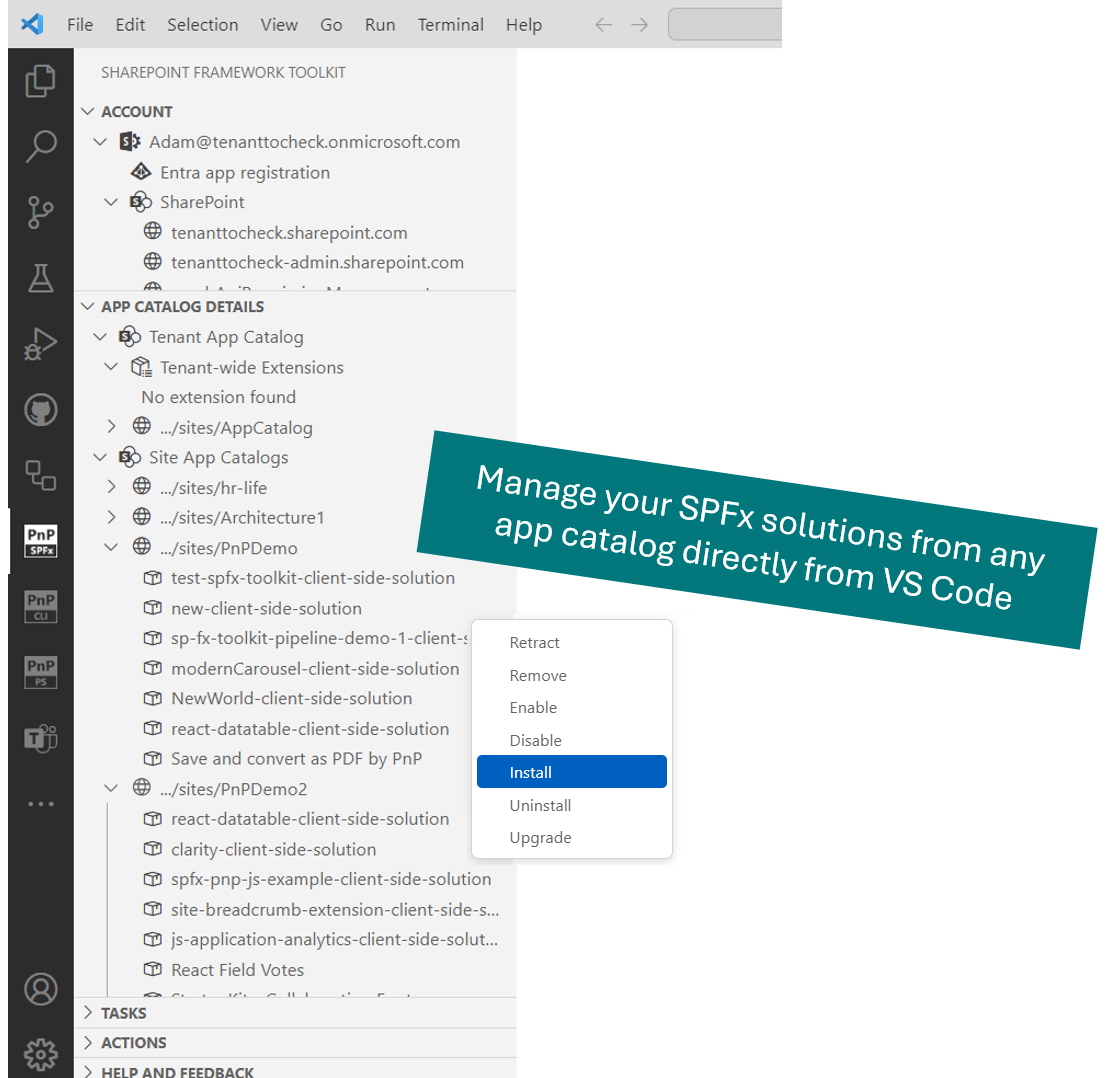 File Edit Selection View Go Run Terminal Help
SHAREPOINT FRAMEWORK TOOLKIT
ACCOUNT
Adam@tenanttocheck.onmicrosoft.com
Entra app registration
SharePoint
tenanttocheck.sharepoint.com
tenanttocheck-admin.sharepoint.com
APP CATALOG DETAILS
Tenant App Catalog
Tenant-wide Extensions
No extension found
.../sites/AppCatalog
Site App Catalogs
.../sites/hr-life
.../sites/Architecture1
.../sites/PnPDemo
test-spfx-toolkit-client-side-solution
new-client-side-solution
sp-fx-toolkit-pipeline-demo-1-client-s
modernCarousel-client-side-solution
NewWorld-client-side-solution
react-datatable-client-side-solution
Save and convert as PDF by PnP
.../sites/PnPDemo2
react-datatable-client-side-solution
clarity-client-side-solution
spfx-pnp-js-example-client-side-solution
site-breadcrumb-extension-client-side-s...
js-application-analytics-client-side-solut...
React Field Votes
TASKS
ACTIONS
HELP AND FEEDBACK
PnP
SPFx
PnP
CLI
PnP
PS
Retract
Remove
Enable
Disable
Install
Uninstall
Upgrade
Manage your SPFx solutions from any
app catalog directly from VS Code